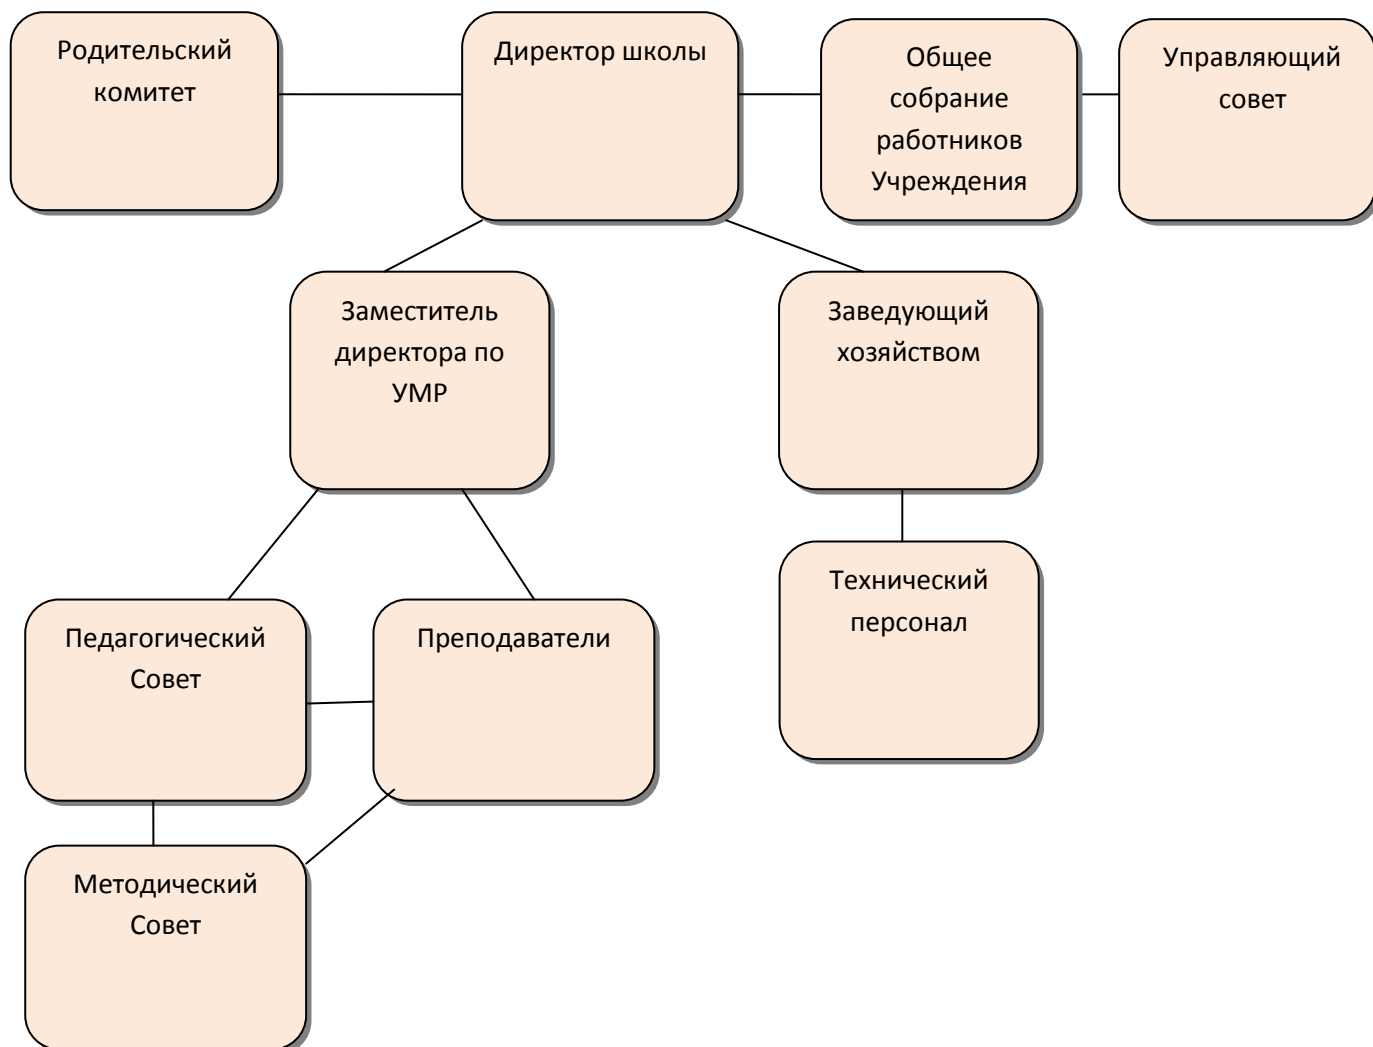 Родительский
комитет
Директор школы
Общее
собрание
работников
Учреждения
Управляющий
совет
Заместитель
директора по
УМР
Заведующий
хозяйством
Технический
персонал
Педагогический
Совет
Преподаватели
Методический
Совет